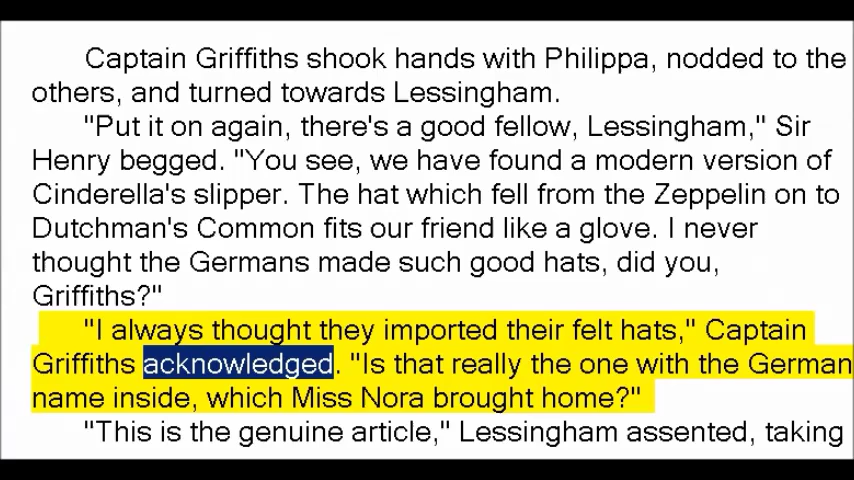 Captain Griffiths shook hands with Philippa, nodded to the
others, and turned towards Lessingham.
"Put it on again, there's a good fellow, Lessingham," Sir
Henry begged. "You see, we have found a modern version of
Cinderella's slipper. The hat which fell from the Zeppelin on to
Dutchman's Common fits our friend like a glove. I never
thought the Germans made such good hats, did you,
Griffiths?"
"I always thought they imported their felt hats," Captain
Griffiths acknowledged. "Is that really the one with the German
name inside, which Miss Nora brought home?"
"This is the genuine article," Lessingham assented, taking